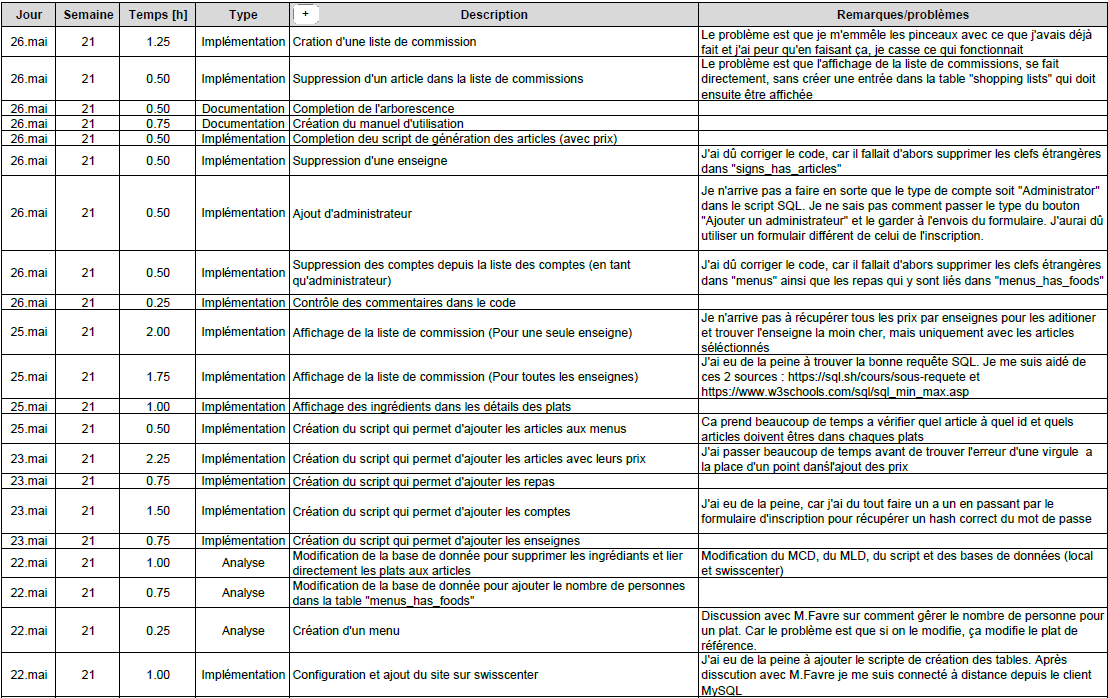 Jour Semaine Temps [h] Type + Description Remarques/problèmes
26.mai 21 1.25 Implémentation Cration d'une liste de commission Le problème est que je m'emmêle les pinceaux avec ce que j'avais déjà
fait et j'ai peur qu'en faisant ça, je casse ce qui fonctionnait
26.mai 21 0.50 Implémentation Suppression d'un article dans la liste de commissions Le problème est que l'affichage de la liste de commissions, se fait
directement, sans créer une entrée dans la table "shopping lists" qui doit
ensuite être affichée
26.mai 21 0.50 Documentation Completion de l'arborescence
26.mai 21 0.75 Documentation Création du manuel d'utilisation
26.mai 21 0.50 Implémentation Completion deu script de génération des articles (avec prix)
26.mai 21 0.50 Implémentation Suppression d'une enseigne J'ai dû corriger le code, car il fallait d'abors supprimer les clefs étrangères
dans "signs_has_articles"
26.mai 21 0.50 Implémentation Ajout d'administrateur Je n'arrive pas a faire en sorte que le type de compte soit "Administrator"
dans le script SQL. Je ne sais pas comment passer le type du bouton
"Ajouter un administrateur" et le garder à l'envois du formulaire. J'aurai dû
utiliser un formulair différent de celui de l'inscription.
26.mai 21 0.50 Implémentation Suppression des comptes depuis la liste des comptes (en tant
qu'administrateur) J'ai dû corriger le code, car il fallait d'abors supprimer les clefs étrangères
dans "menus" ainsi que les repas qui y sont liés dans "menus_has_foods"
26.mai 21 0.25 Implémentation Contrôle des commentaires dans le code
25.mai 21 2.00 Implémentation Affichage de la liste de commission (Pour une seule enseigne) Je n'arrive pas à récupérer tous les prix par enseignes pour les aditioner
et trouver l'enseigne la moin cher, mais uniquement avec les articles
séléctionnés
25.mai 21 1.75 Implémentation Affichage de la liste de commission (Pour toutes les enseignes) J'ai eu de la peine à trouver la bonne requête SQL. Je me suis aidé de
ces 2 sources : https://sql.sh/cours/sous-requete et
https://www.w3schools.com/sql/sql_min_max.asp
25.mai 21 1.00 Implémentation Affichage des ingrédients dans les détails des plats
25.mai 21 0.50 Implémentation Création du script qui permet d'ajouter les articles aux menus Ca prend beaucoup de temps a vérifier quel article à quel id et quels
articles doivent êtres dans chaques plats
23.mai 21 2.25 Implémentation Création du script qui permet d'ajouter les articles avec leurs prix J'ai passer beaucoup de temps avant de trouver l'erreur d'une virgule a
la place d'un point dansl'ajout des prix
23.mai 21 0.75 Implémentation Création du script qui permet d'ajouter les repas
23.mai 21 1.50 Implémentation Création du script qui permet d'ajouter les comptes J'ai eu de la peine, car j'ai du tout faire un a un en passant par le
formulaire d'inscription pour récupérer un hash correct du mot de passe
23.mai 21 0.75 Implémentation Création du script qui permet d'ajouter les enseignes
22.mai 21 1.00 Analyse Modification de la base de donnée pour supprimer les ingrédiants et lier
directement les plats aux articles Modification du MCD, du MLD, du script et des bases de données (local
et swisscenter)
22.mai 21 0.75 Analyse Modification de la base de donnée pour ajouter le nombre de personnes
dans la table "menus_has_foods"
22.mai 21 0.25 Analyse Création d'un menu Discussion avec M.Favre sur comment gêrer le nombre de personne pour
un plat. Car le problème est que si on le modifie, ça modifie le plat de
référence.
22.mai 21 1.00 Implémentation Configuration et ajout du site sur swisscenter J'ai eu de la peine à ajouter le scripte de création des tables. Après
disscution avec M.Favre je me suis connecté à distance depuis le client
MySQL